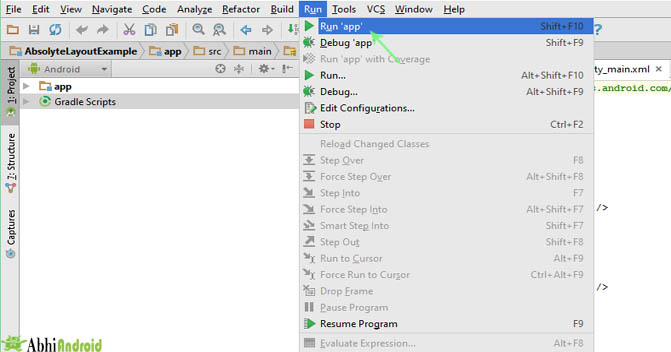 File Edit View Navigate Code Analyze Refactor Build Run Tools VCS Window Help
AbsolyteLayoutExample app src main
Android
ty_main.xml
s.android.com/
1: Project
7: Structure
Captures
app
Gradle Scripts
Run 'app' Shift+F10
Debug 'app' Shift+F9
Run 'app' with Coverage
Run... Alt+Shift+F10
Debug... Alt+Shift+F9
Edit Configurations...
Stop Ctrl+F2
Reload Changed Classes
Step Over F8
Force Step Over Alt+Shift+F8
Step Into F7
Force Step Into Alt+Shift+F7
/>
Smart Step Into Shift+F7
Step Out Shift+F8
Run to Cursor Alt+F9
Force Run to Cursor Ctrl+Alt+F9
Drop Frame
/>
Pause Program
Resume Program F9
Evaluate Expression... Alt+F8
AbhiAndroid